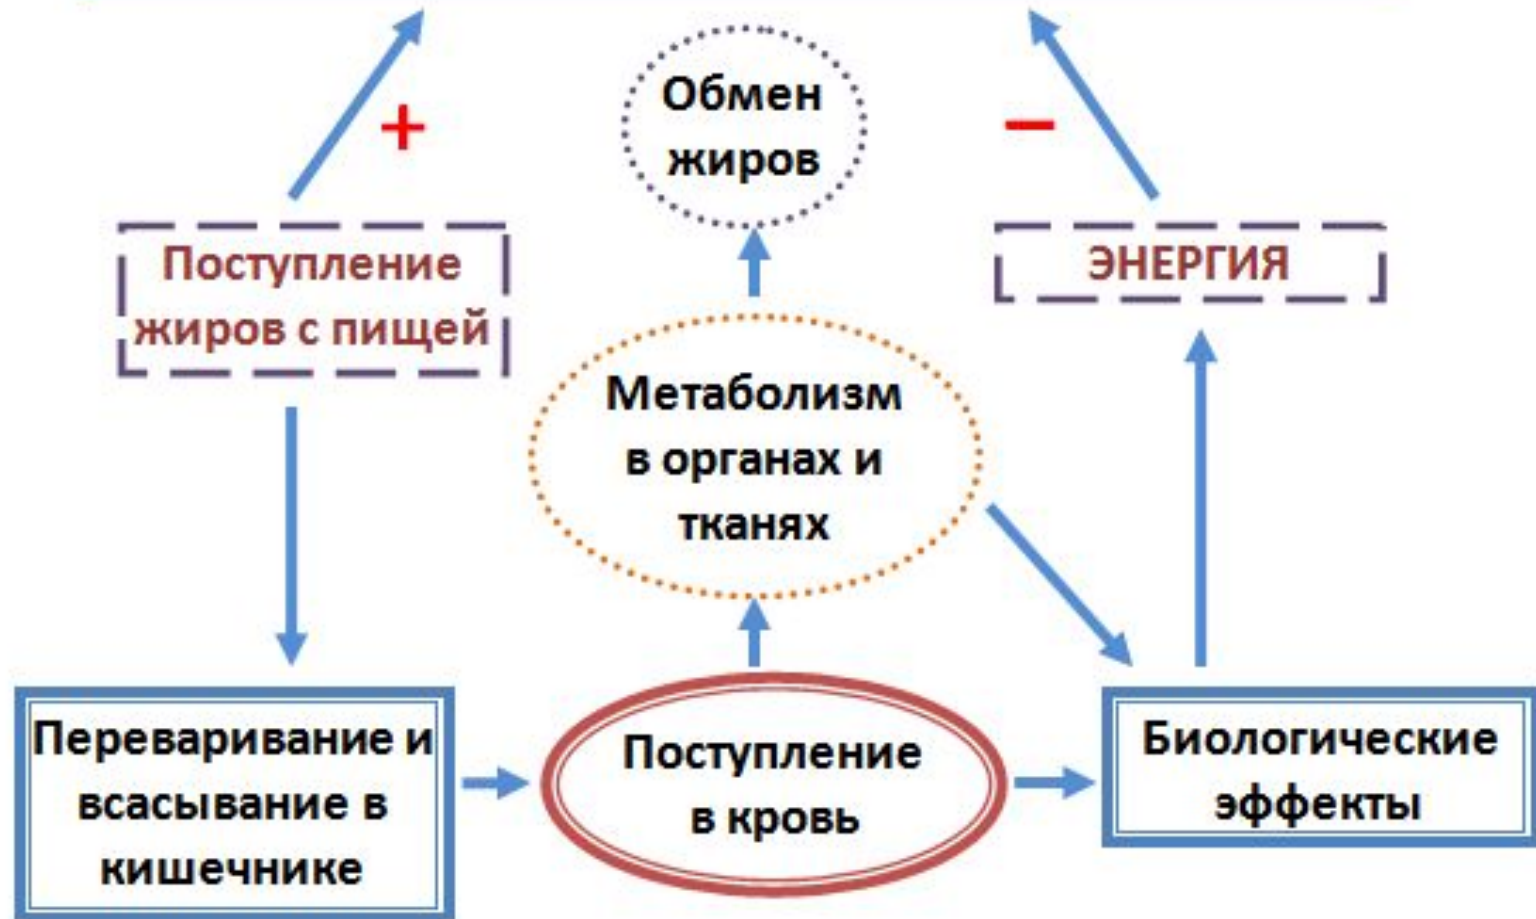 Обмен
жиров
+
−
Поступление
жиров с пищей
ЭНЕРГИЯ
Метаболизм
в органах и
тканях
Переваривание и
всасывание в
кишечнике
Поступление
в кровь
Биологические
эффекты